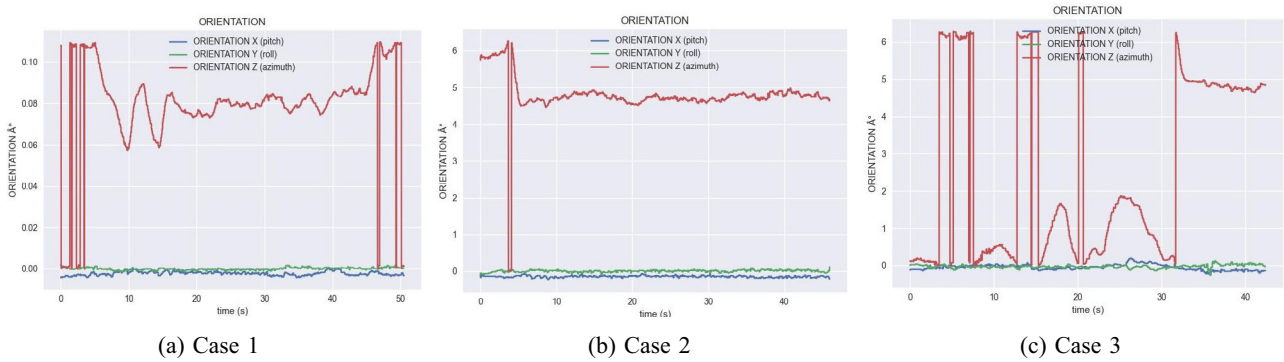 ORIENTATION
ORIENTATION X (pitch)
ORIENTATION Y (roll)
ORIENTATION Z (azimuth)
ORIENTATION Â°
0.10
0.08
0.06
0.04
0.02
0.00
0
10
20
30
40
50
time (s)
(a) Case 1
ORIENTATION
ORIENTATION X (pitch)
ORIENTATION Y (roll)
ORIENTATION Z (azimuth)
ORIENTATION Â°
6
5
4
3
2
1
0
0
10
20
30
40
time (s)
(b) Case 2
ORIENTATION
ORIENTATION X (pitch)
ORIENTATION Y (roll)
ORIENTATION Z (azimuth)
ORIENTATION Â°
6
5
4
3
2
1
0
0
10
20
30
40
time (s)
(c) Case 3